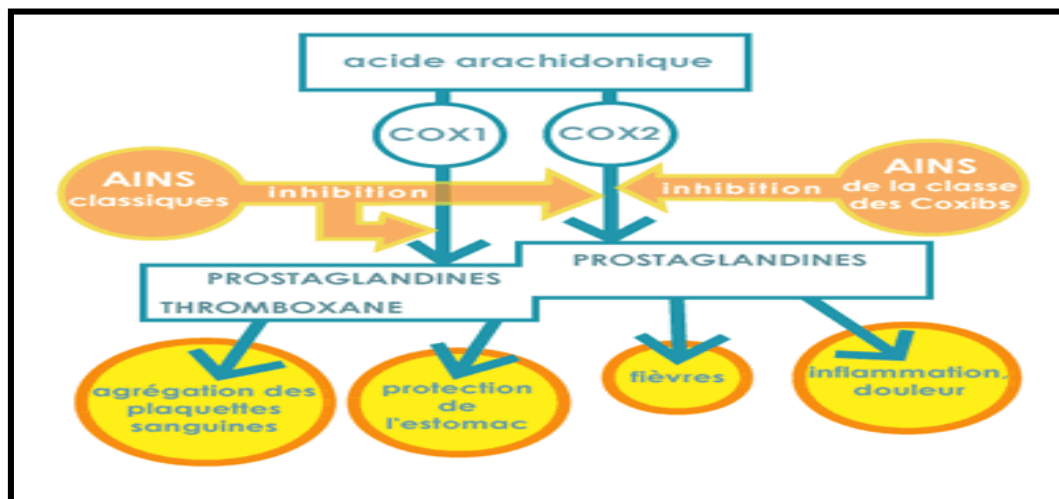 acide arachidonique
COX1
COX2
AINS
classiques
inhibition
inhibition
AINS
de la classe
des Coxibs
PROSTAGLANDINES
THROMBOXANE
PROSTAGLANDINES
agrégation des
plaquettes
sanguines
protection
de
l'estomac
fièvres
inflammation,
douleur